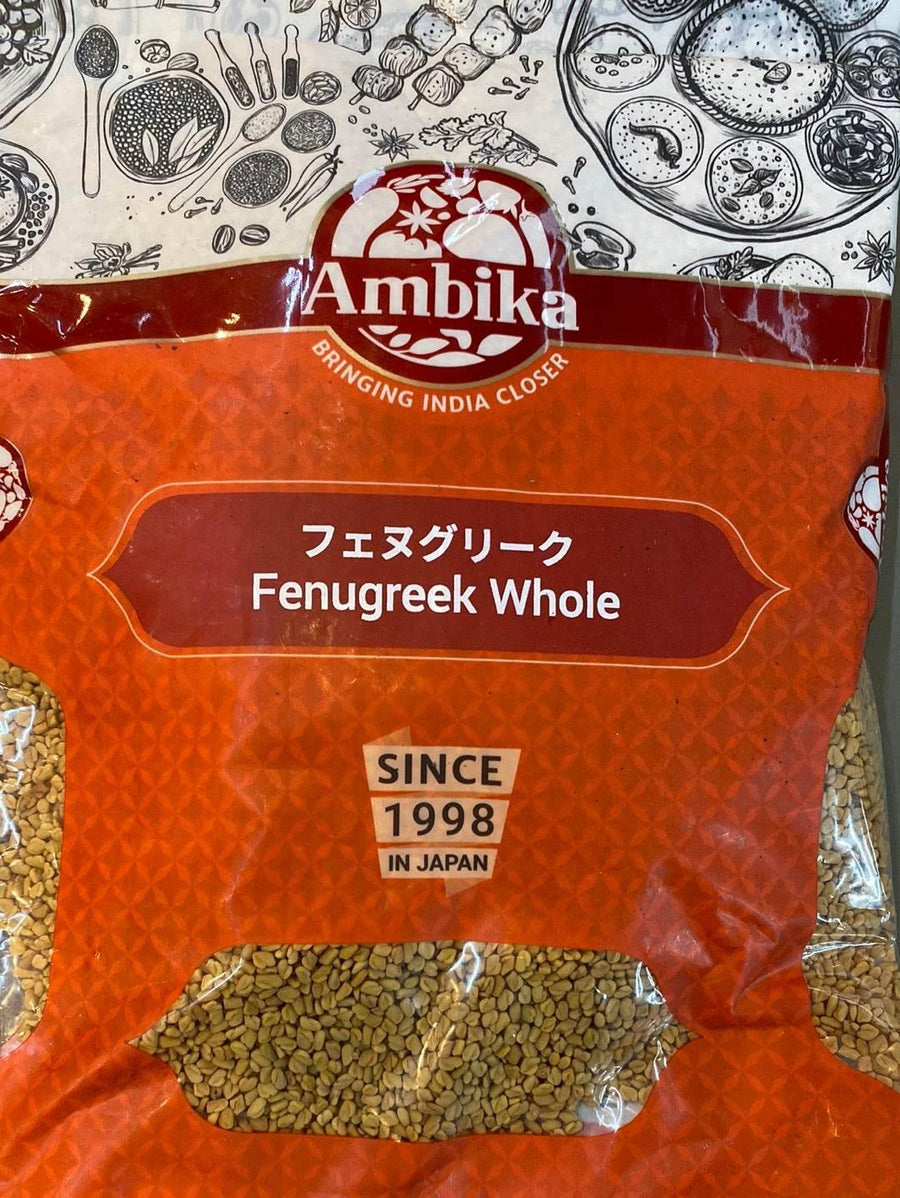 Ambika
BRINGING INDIA CLOSER
フェヌグリーク
Fenugreek Whole
SINCE
1998
IN JAPAN